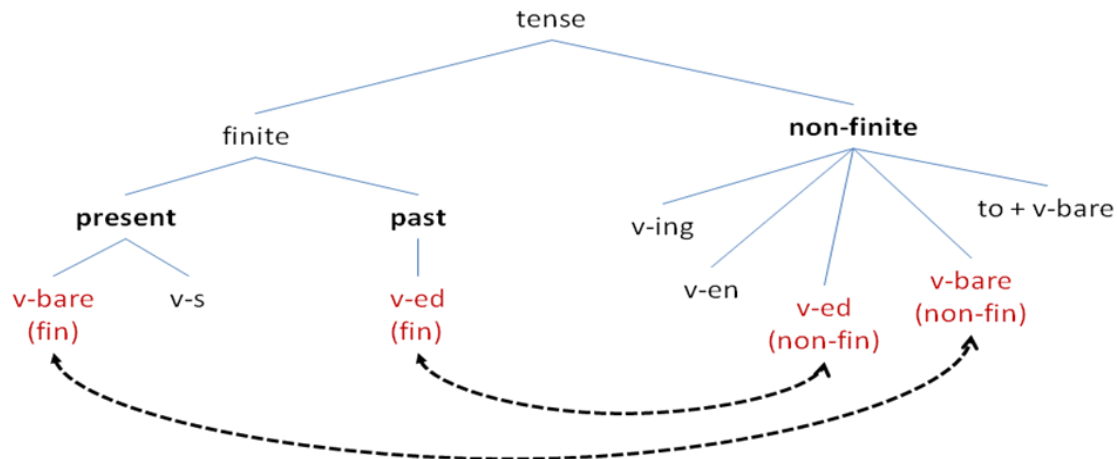 tense
finite
non-finite
present
past
v-ing
to + v-bare
v-en
v-bare
(fin)
v-s
v-ed
(fin)
v-ed
(non-fin)
v-bare
(non-fin)